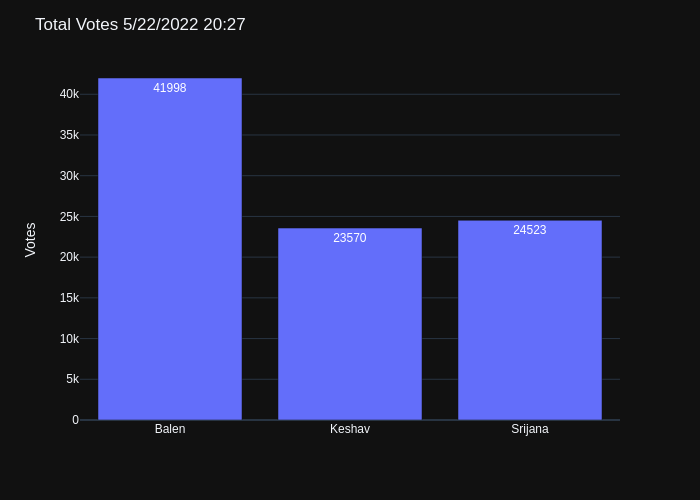 Total Votes 5/22/2022 20:27
Votes
40k
35k
30k
25k
20k
15k
10k
5k
0
41998
23570
24523
Balen
Keshav
Srijana